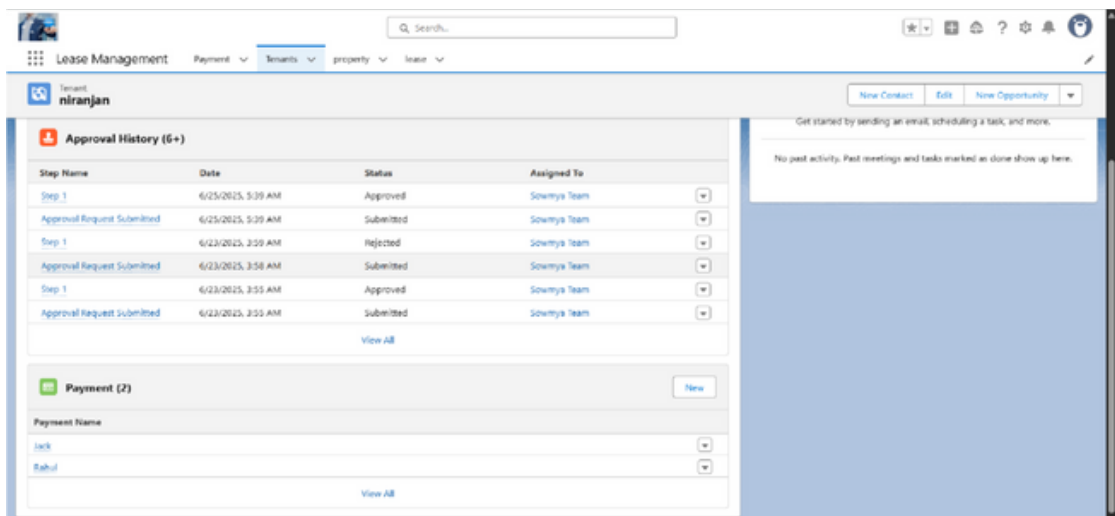 Search...
Lease Management Payment Tenants property lease
Tenant
niranjan
New Contact Edit New Opportunity
Get started by sending an email, scheduling a task, and more.
No past activity. Past meetings and tasks marked as done show up here.
Approval History (6+)
Step Name Date Status Assigned To
Step 1 6/25/2025, 5:39 AM Approved Sowmya Team
Approval Request Submitted 6/25/2025, 5:39 AM Submitted Sowmya Team
Step 1 6/23/2025, 3:59 AM Rejected Sowmya Team
Approval Request Submitted 6/23/2025, 3:58 AM Submitted Sowmya Team
Step 1 6/23/2025, 3:55 AM Approved Sowmya Team
Approval Request Submitted 6/23/2025, 3:55 AM Submitted Sowmya Team
View All
Payment (2)
New
Payment Name
Jack
Rahul
View All